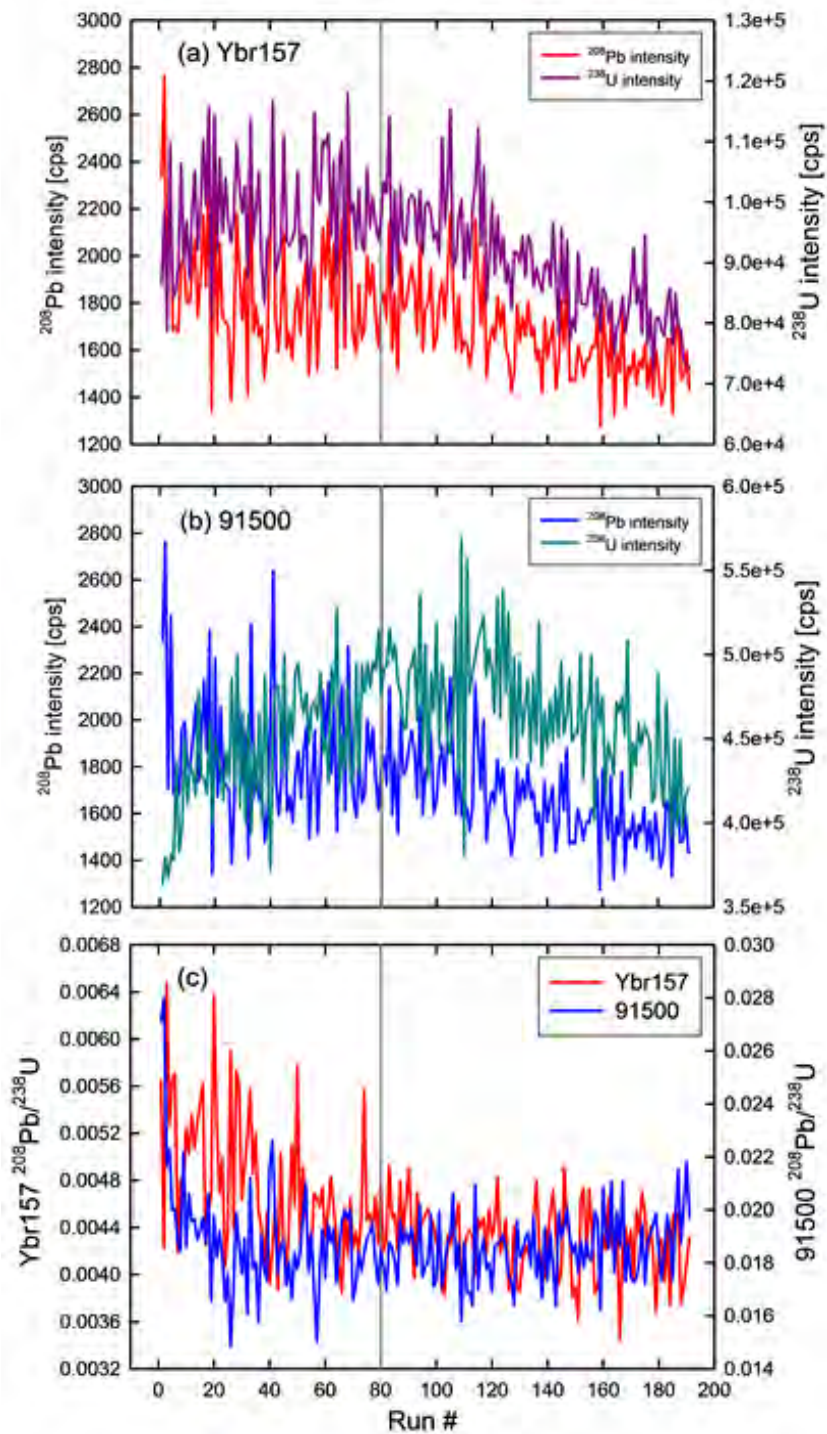 (a) Ybr157
²⁰⁸Pb intensity
²³⁸U intensity
²⁰⁸Pb intensity [cps]
3000
2800
2600
2400
2200
2000
1800
1600
1400
1200
²³⁸U intensity [cps]
1.3e+5
1.2e+5
1.1e+5
1.0e+5
9.0e+4
8.0e+4
7.0e+4
6.0e+4
(b) 91500
²⁰⁸Pb intensity
²³⁸U intensity
²⁰⁸Pb intensity [cps]
3000
2800
2600
2400
2200
2000
1800
1600
1400
1200
²³⁸U intensity [cps]
6.0e+5
5.5e+5
5.0e+5
4.5e+5
4.0e+5
3.5e+5
(c)
Ybr157
91500
Ybr157 ²⁰⁸Pb/²³⁸U
0.0068
0.0064
0.0060
0.0056
0.0052
0.0048
0.0044
0.0040
0.0036
0.0032
91500 ²⁰⁸Pb/²³⁸U
0.030
0.028
0.026
0.024
0.022
0.020
0.018
0.016
0.014
0 20 40 60 80 100 120 140 160 180 200
Run #